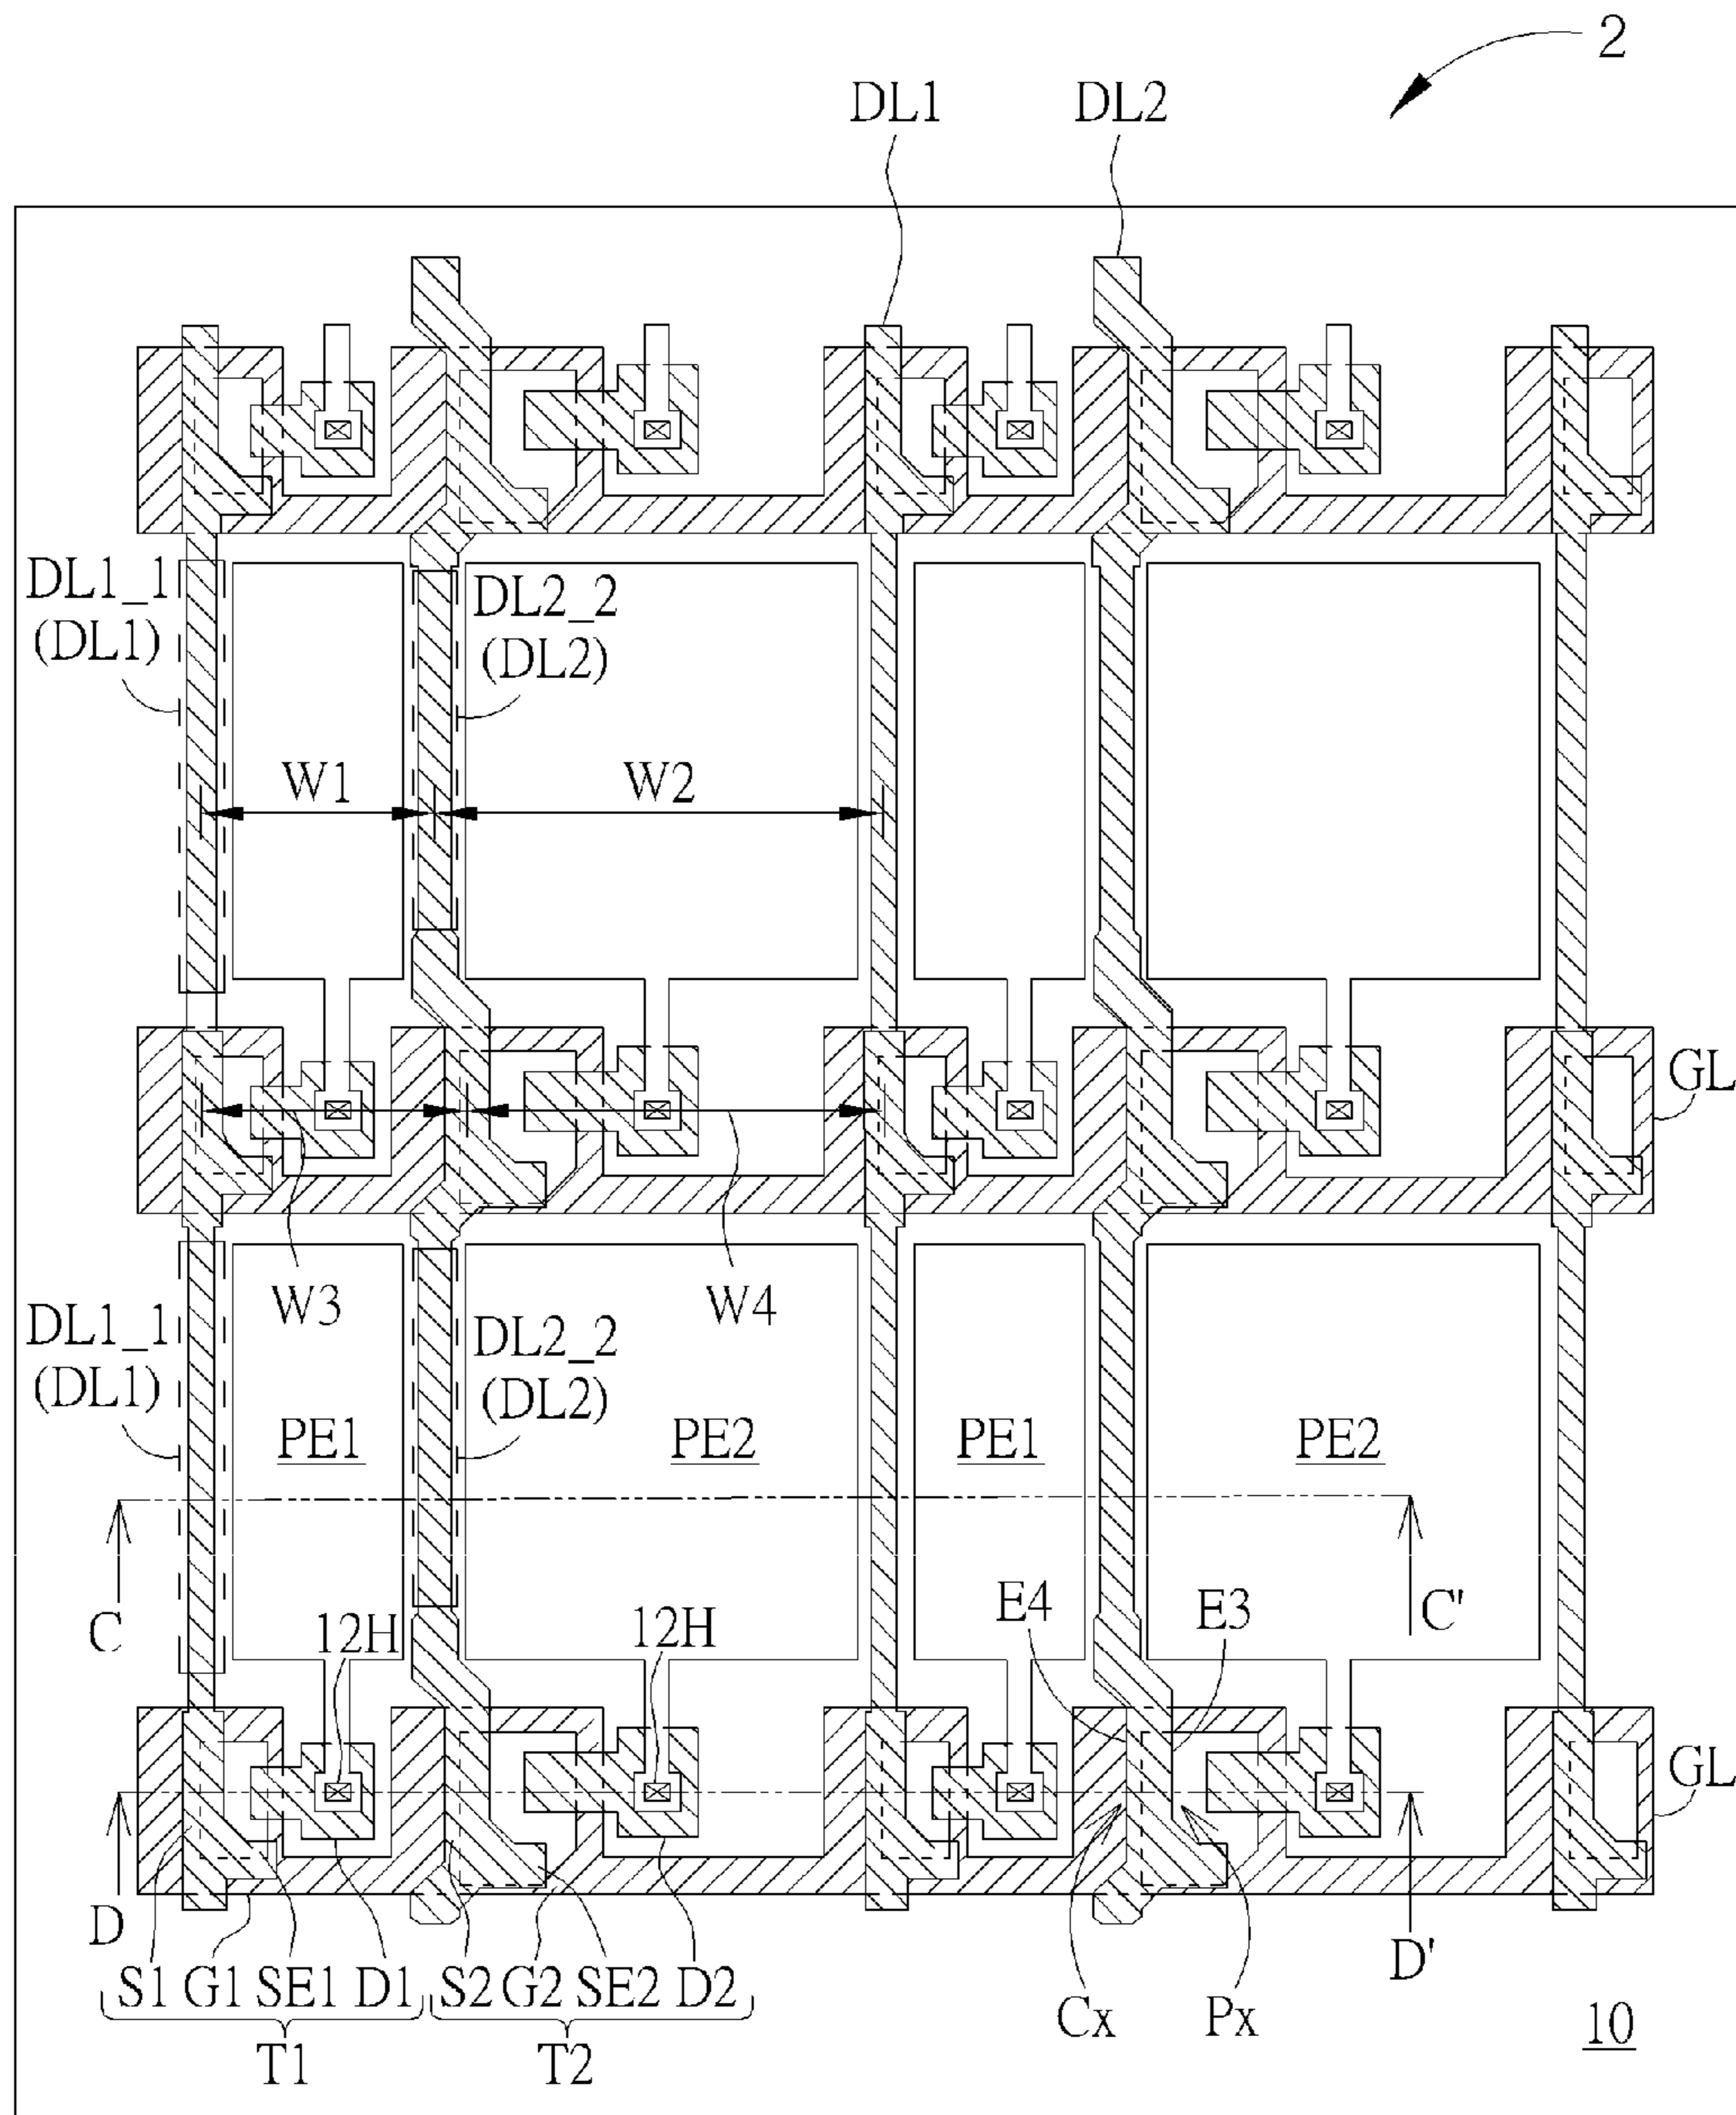 2
DL1 DL2
DL1_1
(DL1)
DL2_2
(DL2)
W1 W2
GL
W3 W4
DL1_1
(DL1)
DL2_2
(DL2)
PE1 PE2 PE1 PE2
C 12H 12H E4 E3 C'
GL
D D'
S1 G1 SE1 D1 S2 G2 SE2 D2
Cx Px
T1 T2
10